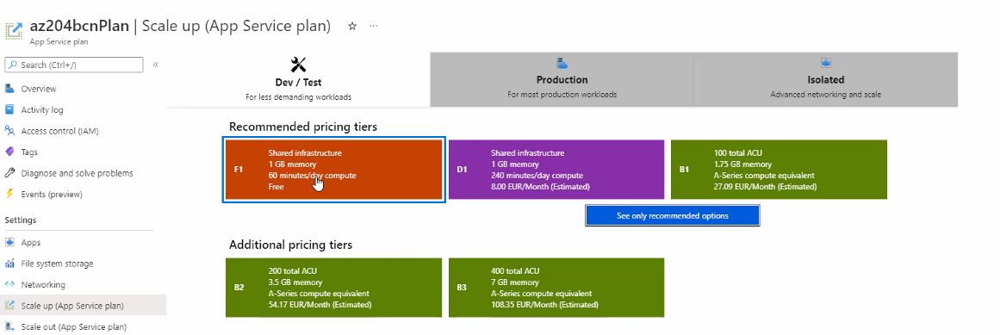 az204bcnPlan | Scale up (App Service plan) ☆ ...
App Service plan
Search (Ctrl+/) «
Overview
Activity log
Access control (IAM)
Tags
Diagnose and solve problems
Events (preview)
Settings
Apps
File system storage
Networking
Scale up (App Service plan)
Scale out (App Service plan)
Dev / Test
For less demanding workloads
Production
For most production workloads
Isolated
Advanced networking and scale
Recommended pricing tiers
F1
Shared infrastructure
1 GB memory
60 minutes/day compute
Free
D1
Shared infrastructure
1 GB memory
240 minutes/day compute
8.00 EUR/Month (Estimated)
B1
100 total ACU
1.75 GB memory
A-Series compute equivalent
27.09 EUR/Month (Estimated)
See only recommended options
Additional pricing tiers
B2
200 total ACU
3.5 GB memory
A-Series compute equivalent
54.17 EUR/Month (Estimated)
B3
400 total ACU
7 GB memory
A-Series compute equivalent
108.35 EUR/Month (Estimated)